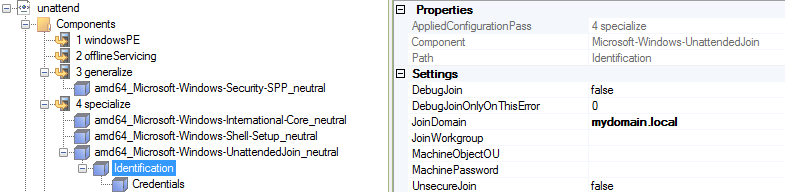 unattend
Components
1 windowsPE
2 offlineServicing
3 generalize
amd64_Microsoft-Windows-Security-SPP_neutral
4 specialize
amd64_Microsoft-Windows-International-Core_neutral
amd64_Microsoft-Windows-Shell-Setup_neutral
amd64_Microsoft-Windows-UnattendedJoin_neutral
Identification
Credentials
Properties
AppliedConfigurationPass 4 specialize
Component Microsoft-Windows-UnattendedJoin
Path Identification
Settings
DebugJoin false
DebugJoinOnlyOnThisError 0
JoinDomain mydomain.local
JoinWorkgroup
MachineObjectOU
MachinePassword
UnsecureJoin false